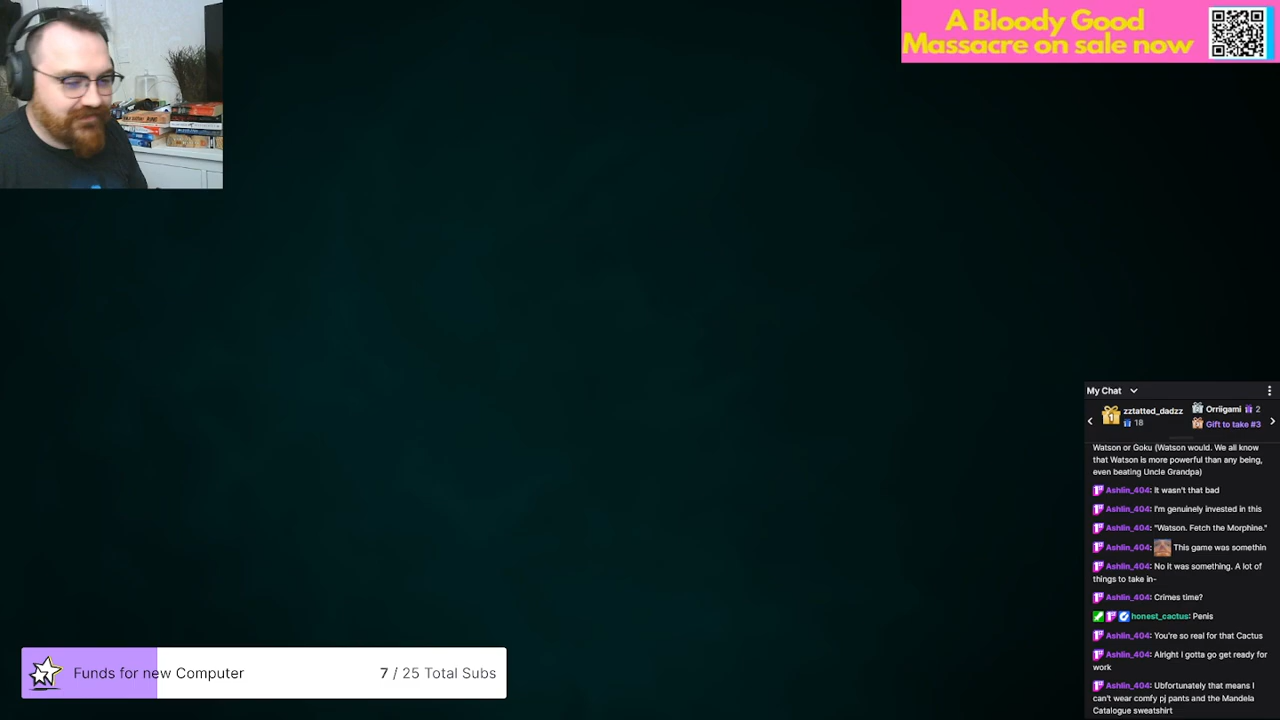 A Bloody Good
Massacre on sale now
My Chat
zztatted_dadzz
18
Orriigami 2
Gift to take #3
Watson or Goku (Watson would. We all know
that Watson is more powerful than any being,
even beating Uncle Grandpa)
Ashlin_404: It wasn't that bad
Ashlin_404: I'm genuinely invested in this
Ashlin_404: "Watson. Fetch the Morphine."
Ashlin_404: This game was somethin
Ashlin_404: No it was something. A lot of
things to take in-
Ashlin_404: Crimes time?
honest_cactus: Penis
Ashlin_404: You're so real for that Cactus
Ashlin_404: Alright I gotta go get ready for
work
Ashlin_404: Ubfortunately that means I
can't wear comfy pj pants and the Mandela
Catalogue sweatshirt
Funds for new Computer
7 / 25 Total Subs